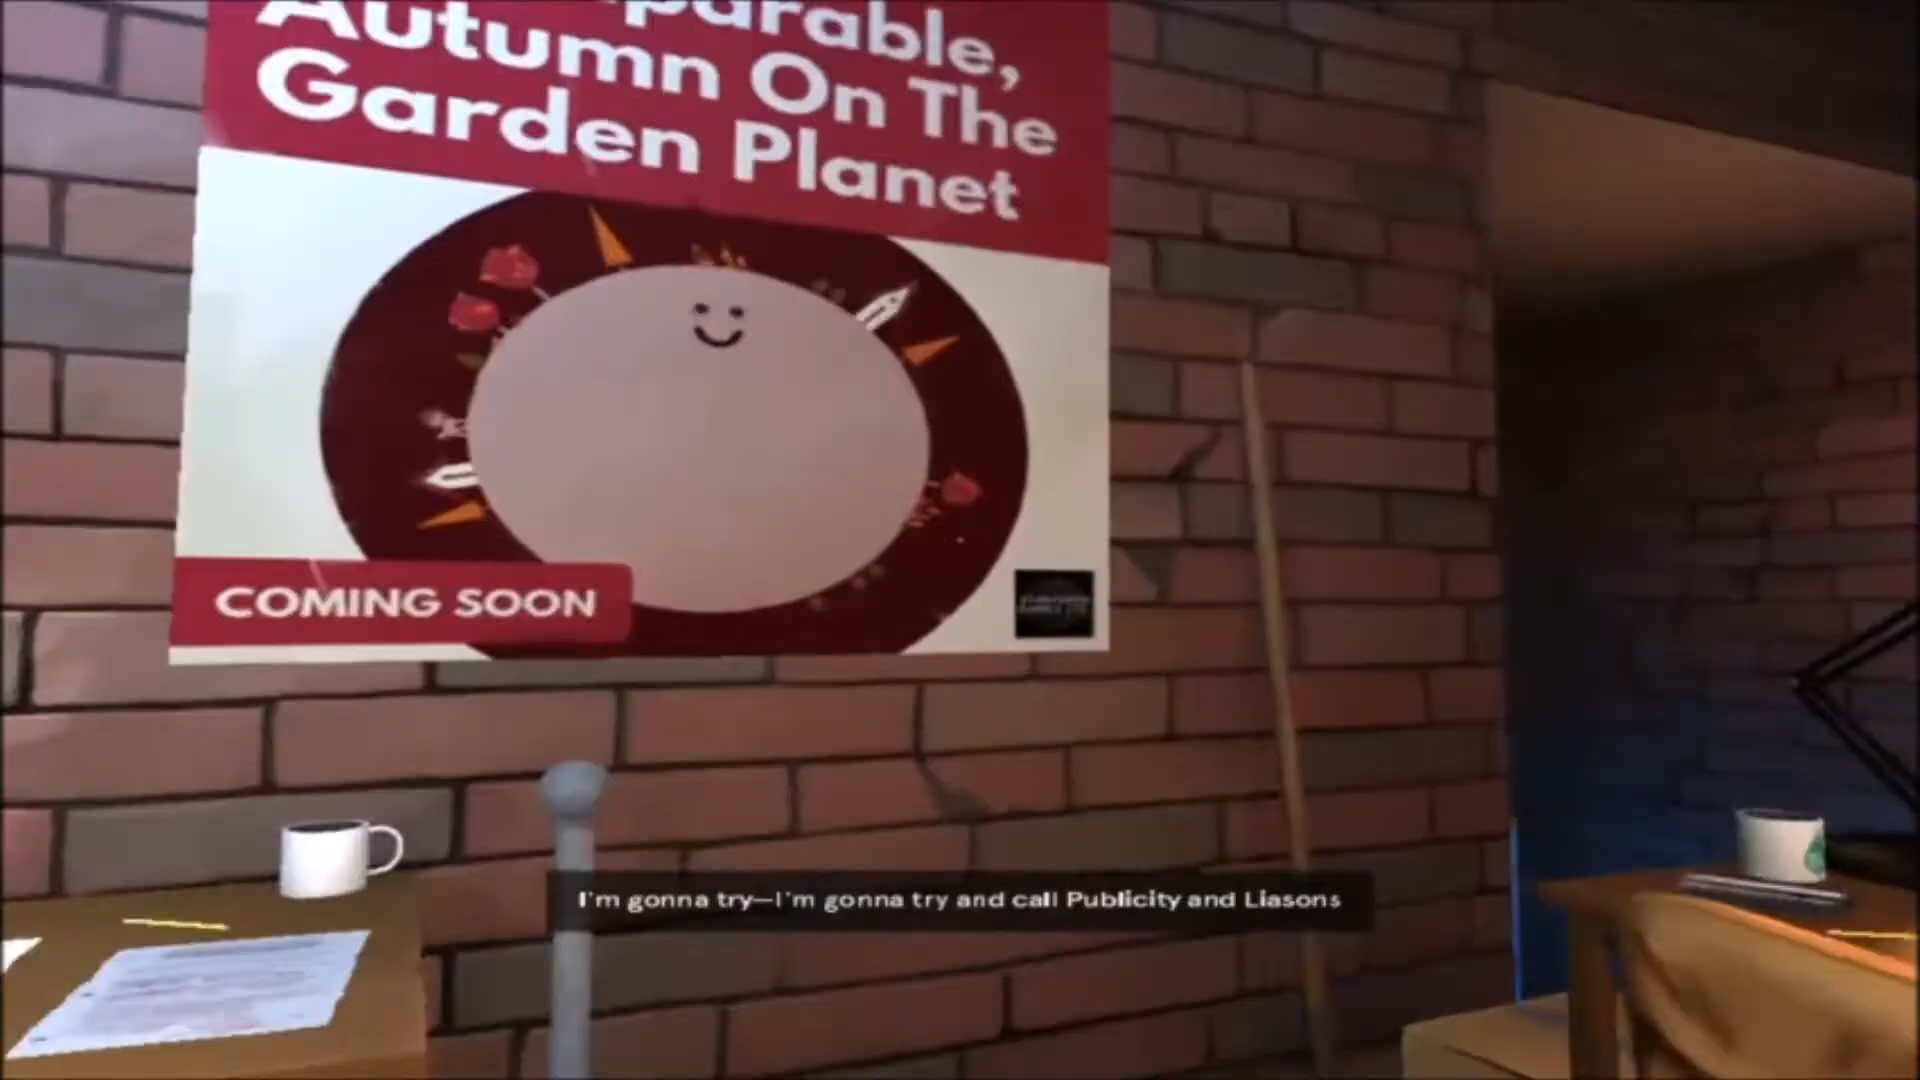 Autumn On The
Garden Planet
COMING SOON
I'm gonna try—I'm gonna try and call Publicity and Liasons